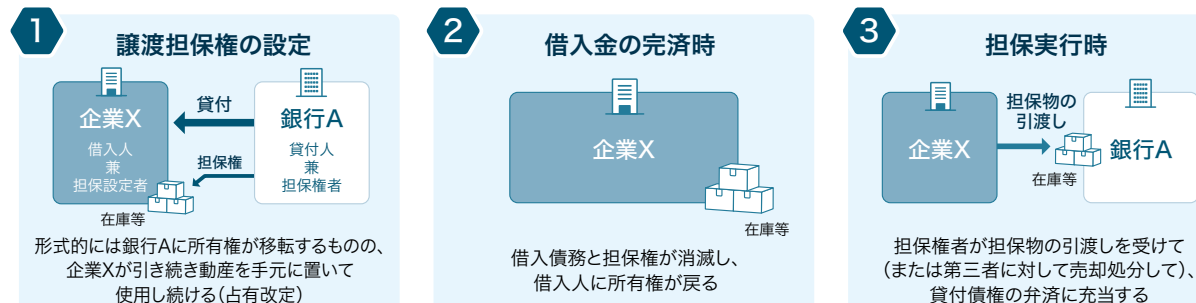 1
譲渡担保権の設定
企業X
借入人
兼
担保設定者
貸付
担保権
銀行A
貸付人
兼
担保権者
在庫等
形式的には銀行Aに所有権が移転するものの、
企業Xが引き続き動産を手元に置いて
使用し続ける(占有改定)
2
借入金の完済時
企業X
在庫等
借入債務と担保権が消滅し、
借入人に所有権が戻る
3
担保実行時
企業X
担保物の
引渡し
在庫等
銀行A
担保権者が担保物の引渡しを受けて
(または第三者に対して売却処分して)、
貸付債権の弁済に充当する